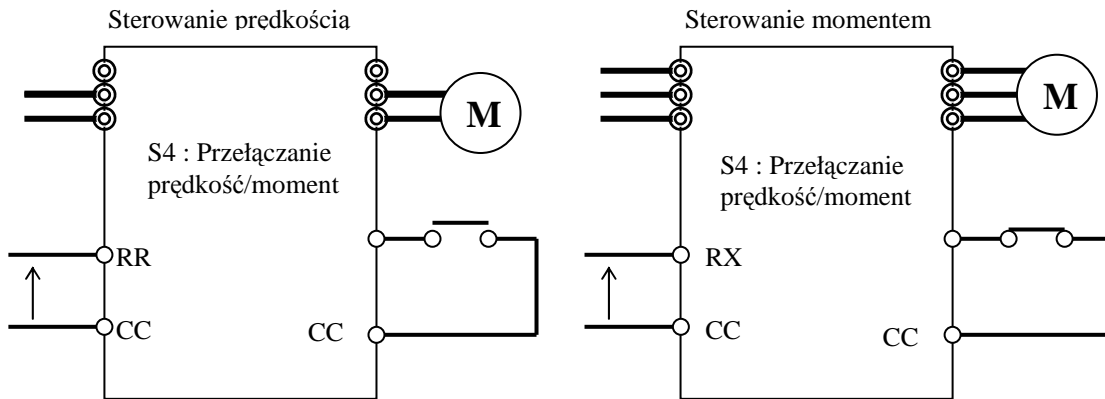 Sterowanie prędkością
M
S4 : Przełączanie
prędkość/moment
RR
CC
CC
Sterowanie momentem
M
S4 : Przełączanie
prędkość/moment
RX
CC
CC